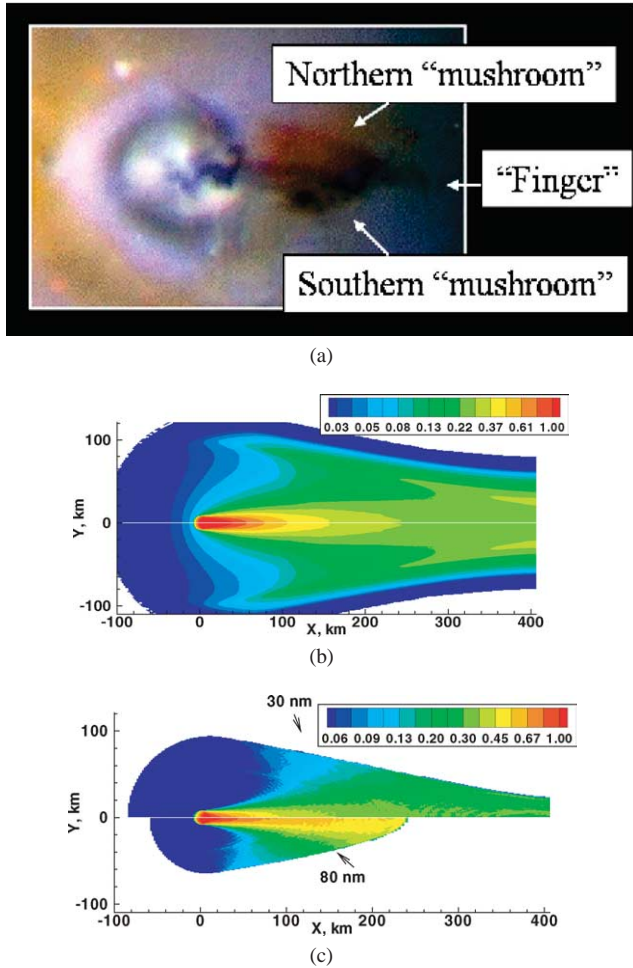 Northern “mushroom”
“Finger”
Southern “mushroom”
(a)
0.03 0.05 0.08 0.13 0.22 0.37 0.61 1.00
100
Y, km
0
-100
-100 0 100 200 300 400
X, km
(b)
30 nm
0.06 0.09 0.13 0.20 0.30 0.45 0.67 1.00
100
Y, km
0
80 nm
-100
-100 0 100 200 300 400
X, km
(c)